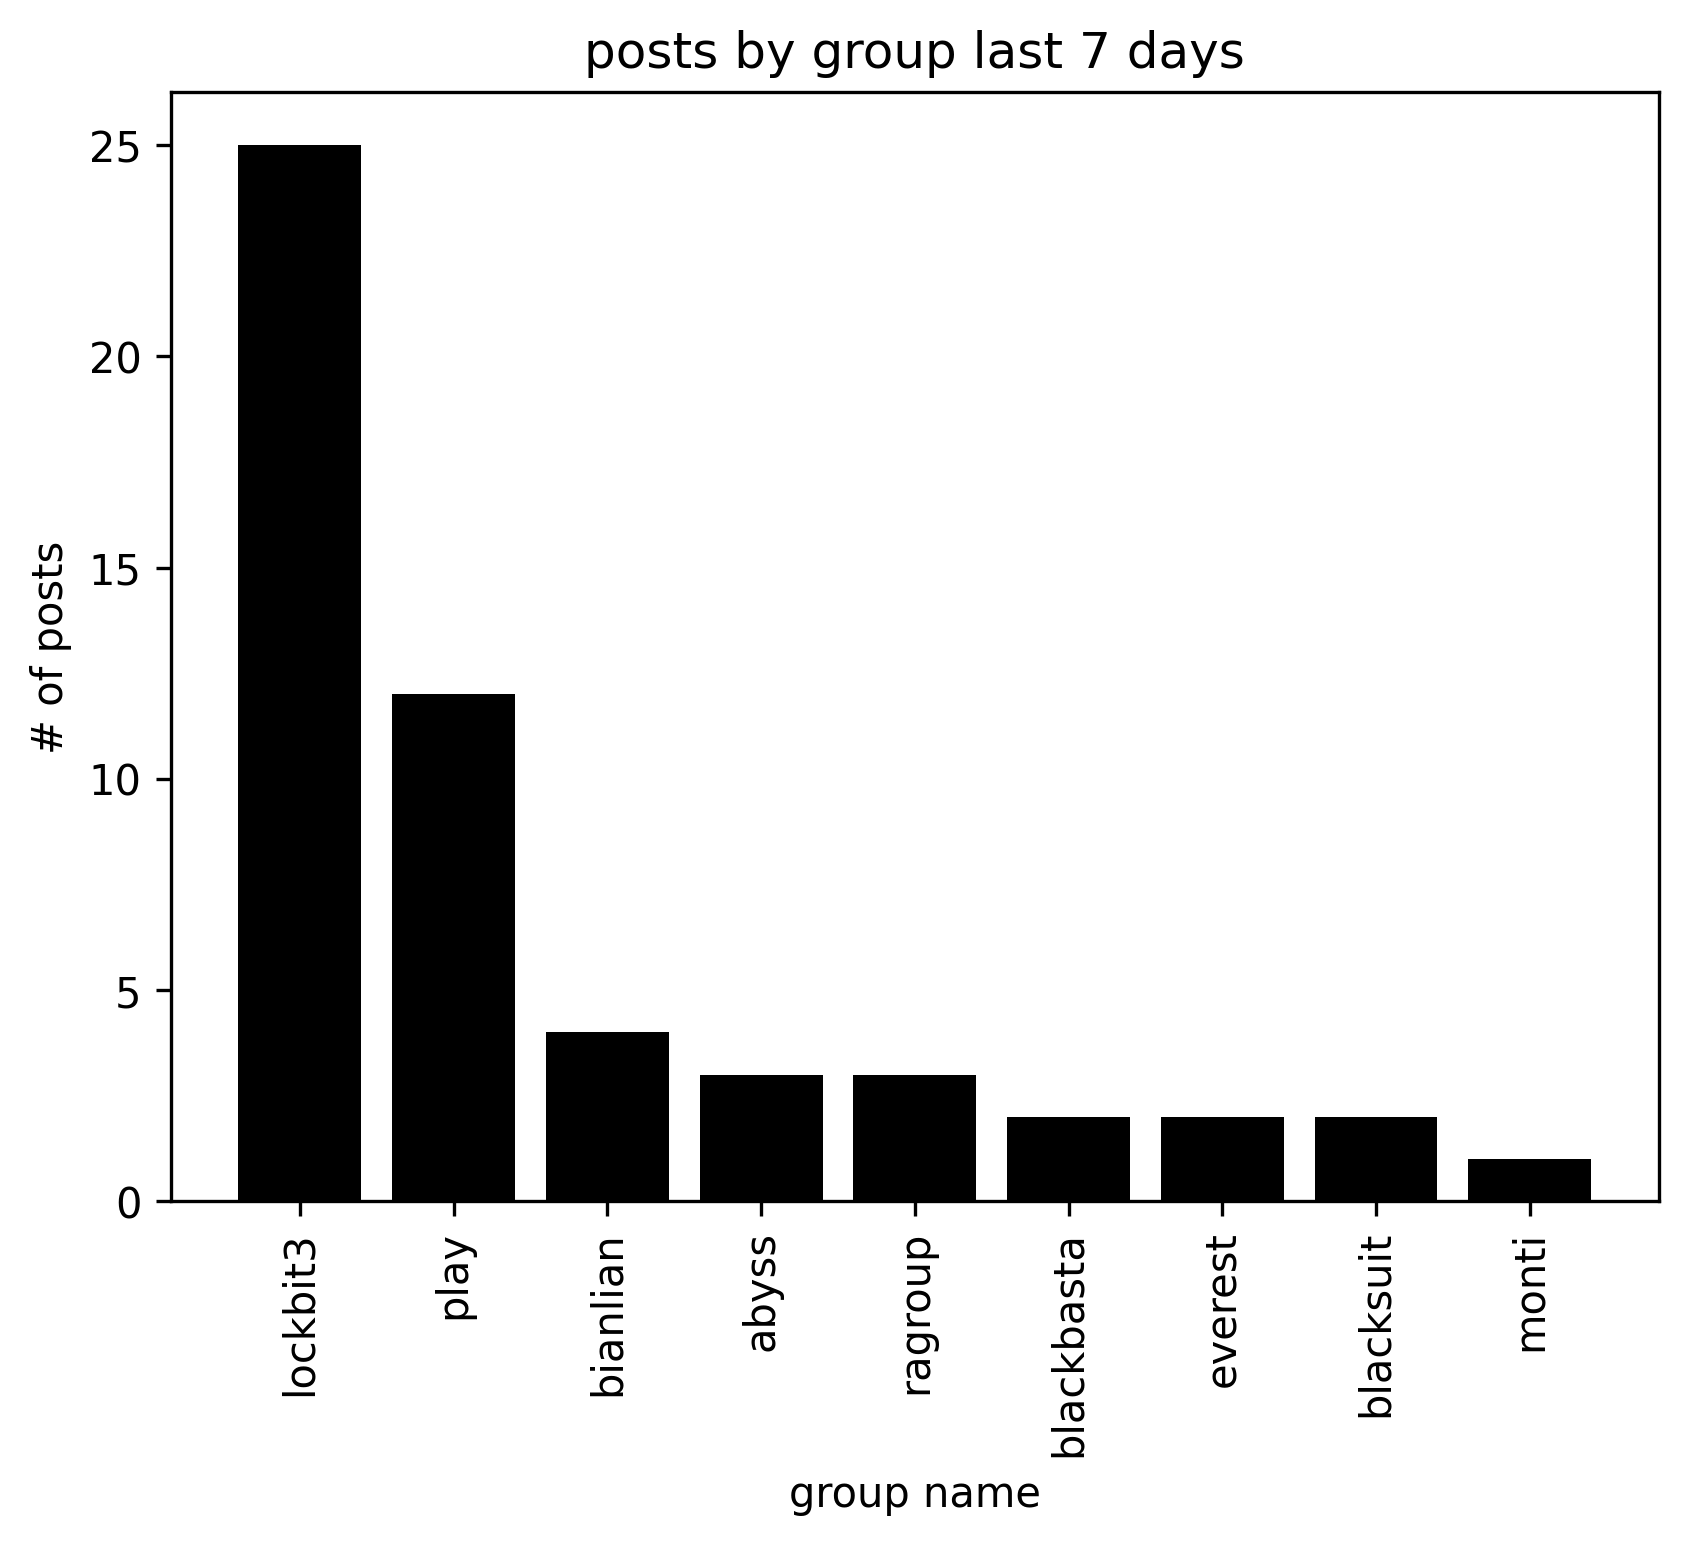 posts by group last 7 days
25
20
15
10
5
0
# of posts
lockbit3
play
bianlian
abyss
ragroup
blackbasta
everest
blacksuit
monti
group name